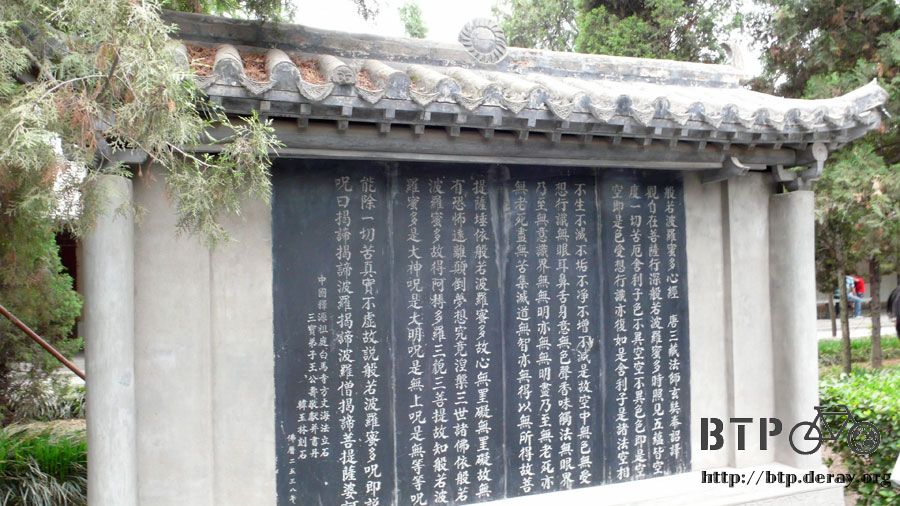 般若波羅蜜多心經 唐三藏法師玄奘奉詔譯
觀自在菩薩行深般若波羅蜜多時照見五蘊皆空
度一切苦厄舍利子色不異空空不異色色即是空
空即是色受想行識亦復如是舍利子是諸法空相
不生不滅不垢不淨不增不減是故空中無色無受
想行識無眼耳鼻舌身意無色聲香味觸法無眼界
乃至無意識界無無明亦無無明盡乃至無老死亦
無老死盡無苦集滅道無智亦無得以無所得故菩
提薩埵依般若波羅蜜多故心無罣礙無罣礙故無
有恐怖遠離顛倒夢想究竟涅槃三世諸佛依般若
波羅蜜多故得阿耨多羅三藐三菩提故知般若波
羅蜜多是大神呪是大明呪是無上呪是無等等呪
能除一切苦真實不虛故說般若波羅蜜多呪即說
呪曰揭諦揭諦波羅揭諦波羅僧揭諦菩提薩婆訶
中國釋源祖庭白馬寺方丈海法立石
三寶弟子王公壽敬獻并書丹
韓玉林刻石
佛曆
BTP
http://btp.deray.org